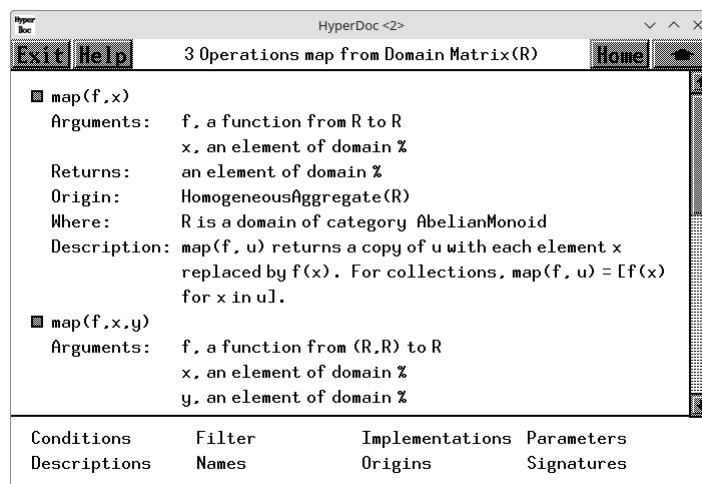 Hyper Doc
HyperDoc <2>
Exit Help 3 Operations map from Domain Matrix(R) Home
map(f,x)
Arguments: f, a function from R to R
x, an element of domain %
Returns: an element of domain %
Origin: HomogeneousAggregate(R)
Where: R is a domain of category AbelianMonoid
Description: map(f, u) returns a copy of u with each element x
replaced by f(x). For collections, map(f, u) = [f(x)
for x in u].
map(f,x,y)
Arguments: f, a function from (R,R) to R
x, an element of domain %
y, an element of domain %
Conditions Filter Implementations Parameters
Descriptions Names Origins Signatures